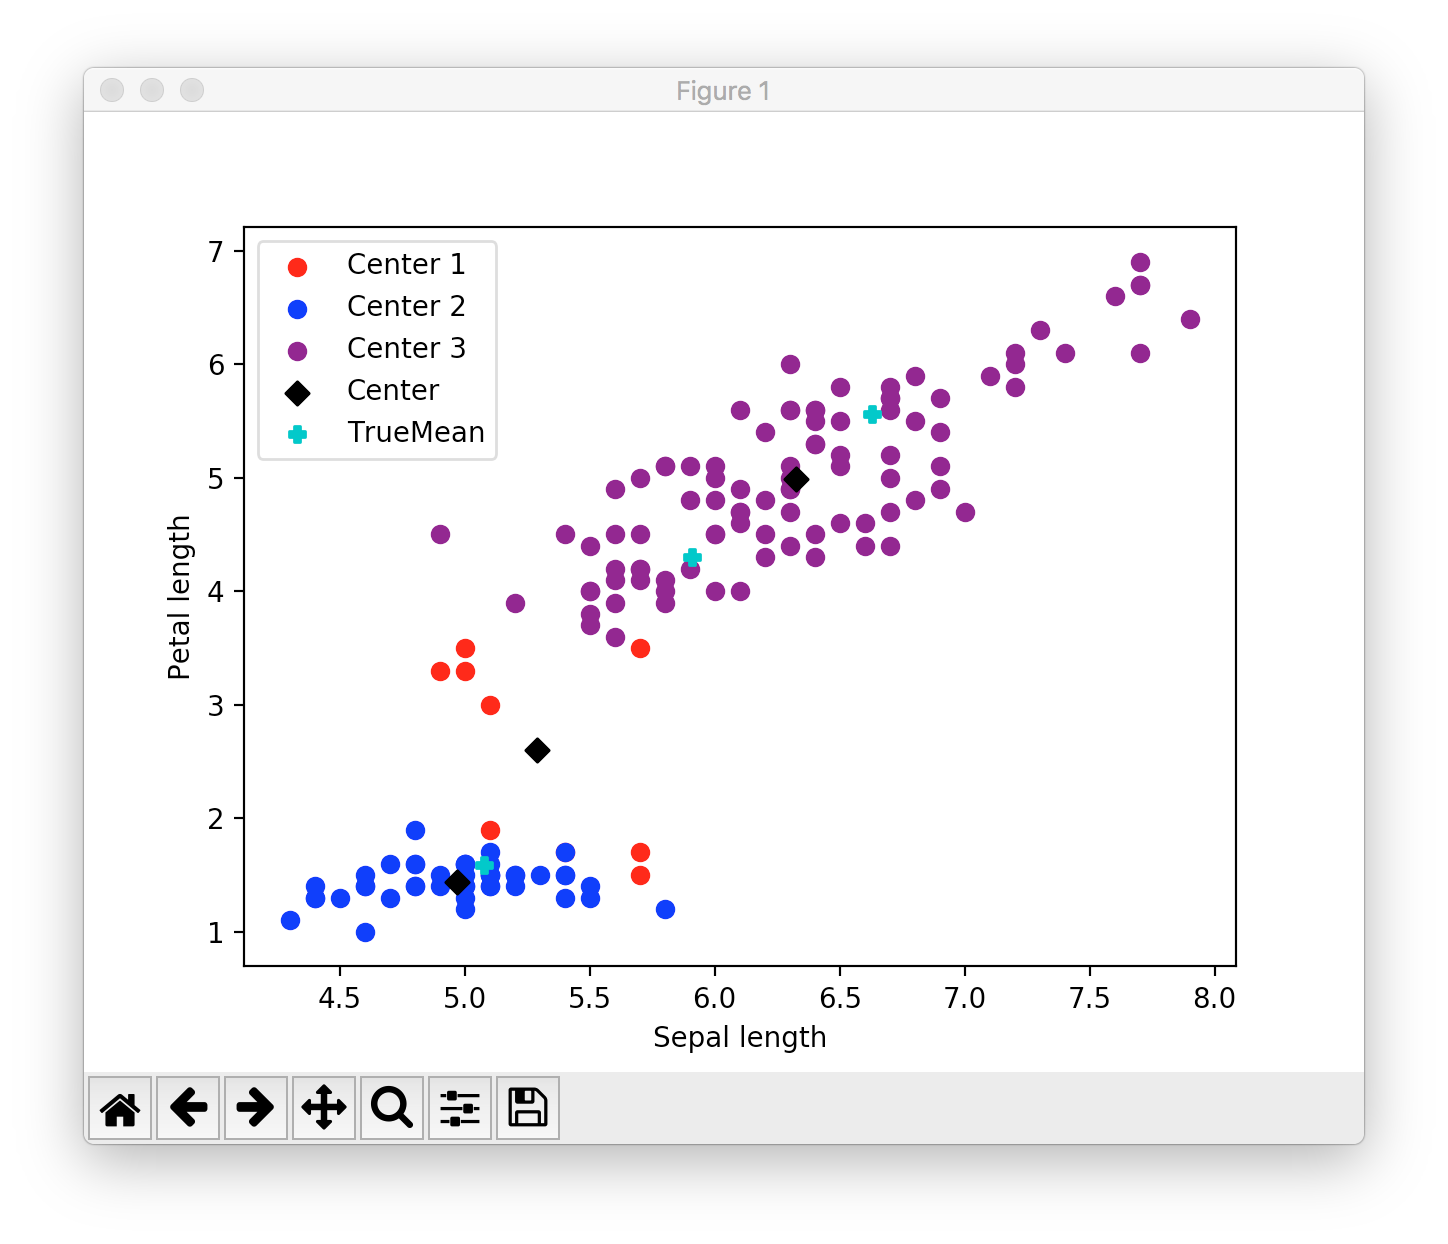 Figure 1
Center 1
Center 2
Center 3
Center
TrueMean
7
6
5
4
3
2
1
Petal length
4.5 5.0 5.5 6.0 6.5 7.0 7.5 8.0
Sepal length